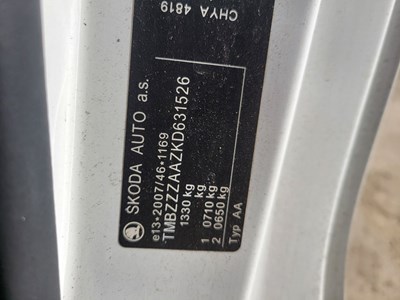 SKODA AUTO a.s.
e13*2007/46*1169
TMBZZZAAZKD631526
1330 kg
kg
1 0710 kg
2 0650 kg
Typ AA
CHYA 4819